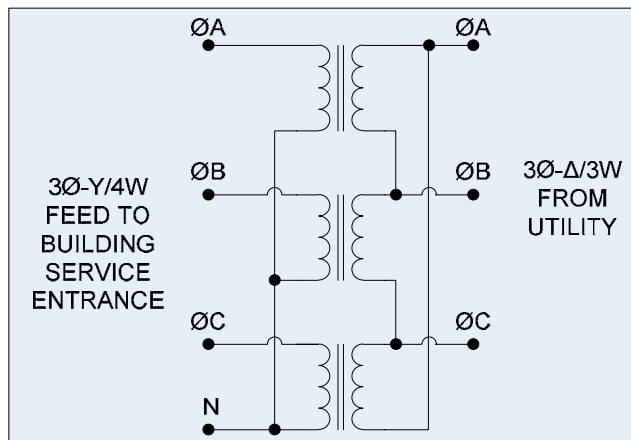 ØA
ØA
ØB
ØB
3Ø-Y/4W
FEED TO
BUILDING
SERVICE
ENTRANCE
3Ø-Δ/3W
FROM
UTILITY
ØC
ØC
N